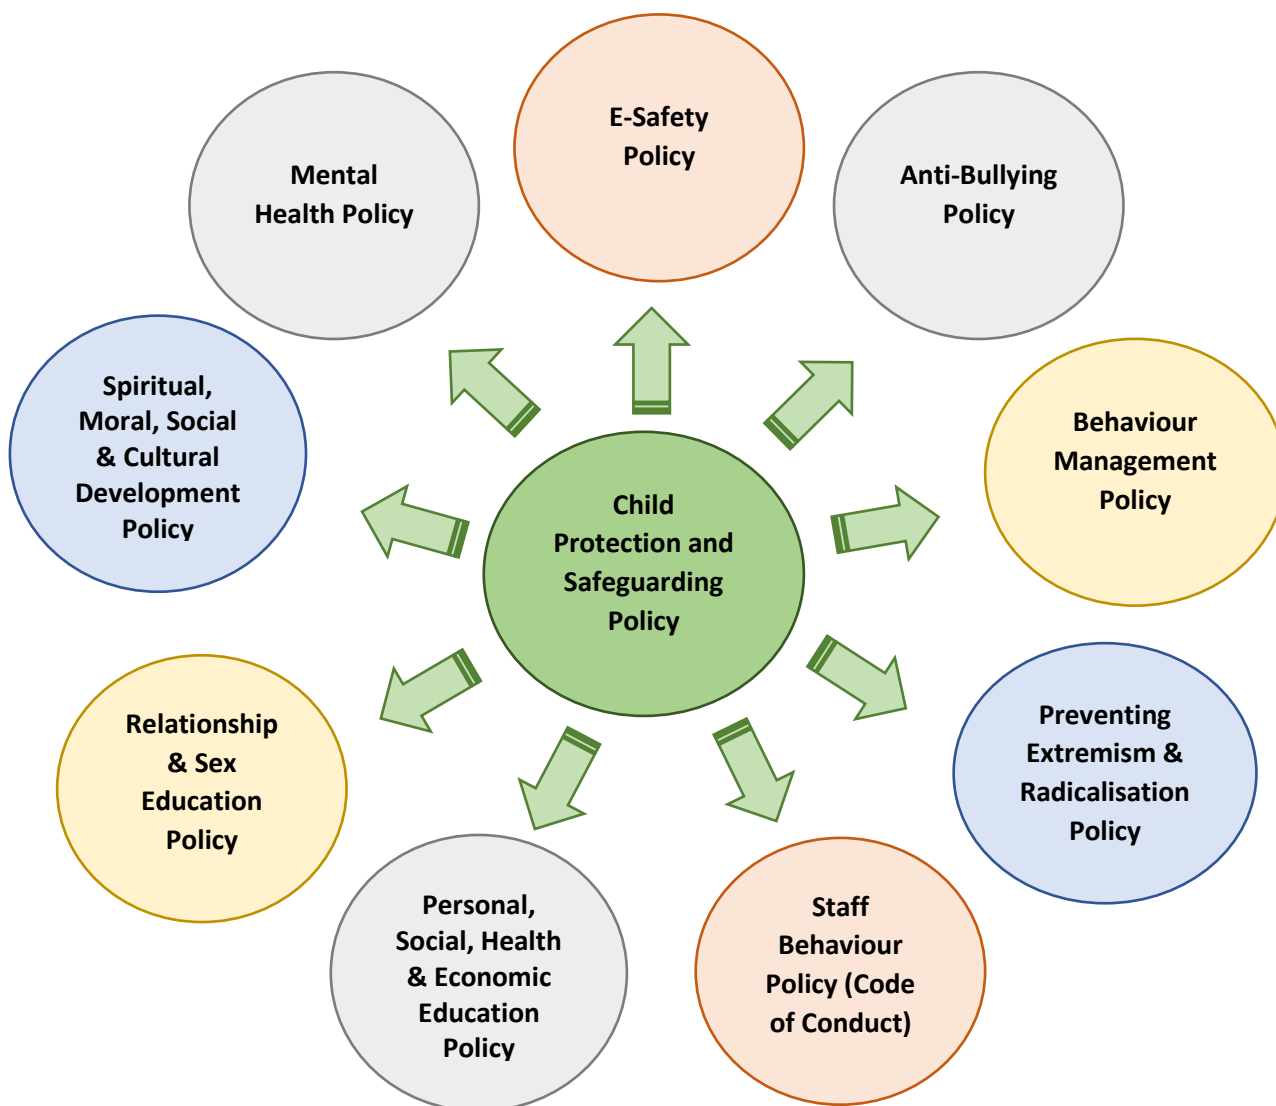 E-Safety
Policy
Mental
Health Policy
Anti-Bullying
Policy
Spiritual,
Moral, Social
& Cultural
Development
Policy
Behaviour
Management
Policy
Child
Protection and
Safeguarding
Policy
Relationship
& Sex
Education
Policy
Preventing
Extremism &
Radicalisation
Policy
Personal,
Social, Health
& Economic
Education
Policy
Staff
Behaviour
Policy (Code
of Conduct)